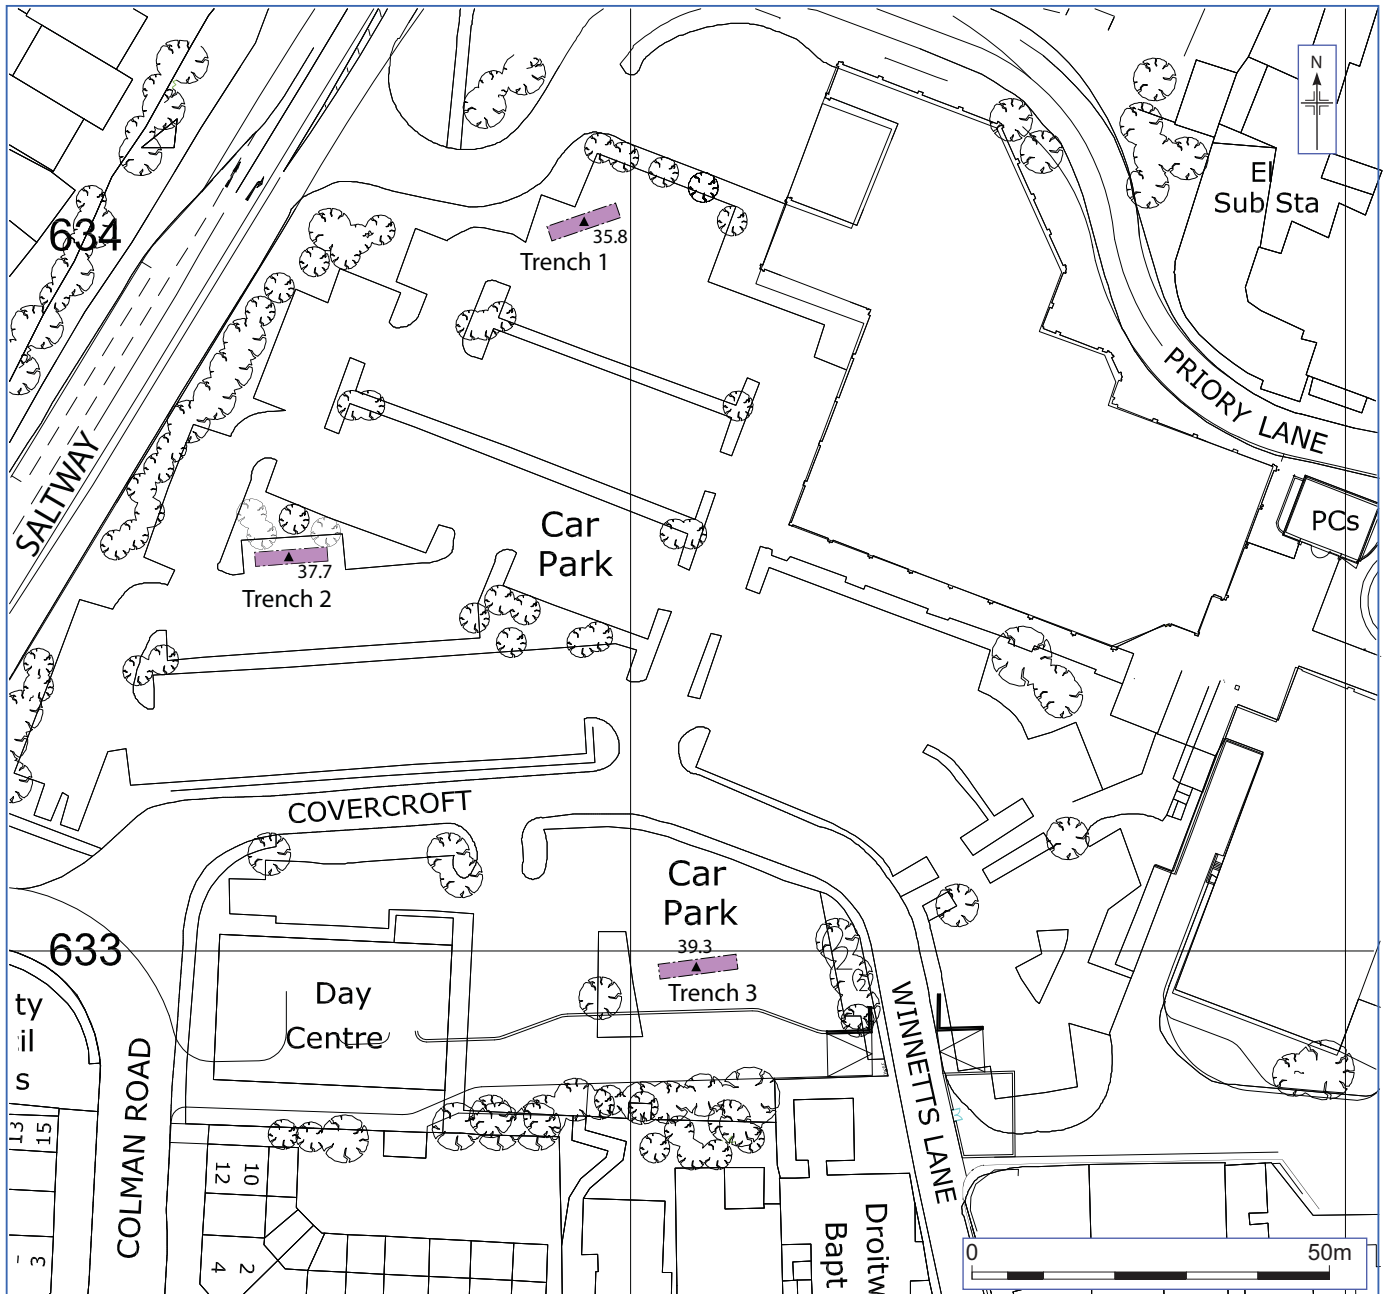 N
El
Sub Sta
634
35.8
Trench 1
PRIORY LANE
SALTWAY
Car
Park
PCs
37.7
Trench 2
COVERCROFT
Car
Park
633
39.3
Trench 3
ty
il
s
Day
Centre
WINNETTS LANE
COLMAN ROAD
13
15
12
10
3
4
2
Droitw
Bapt
0 50m